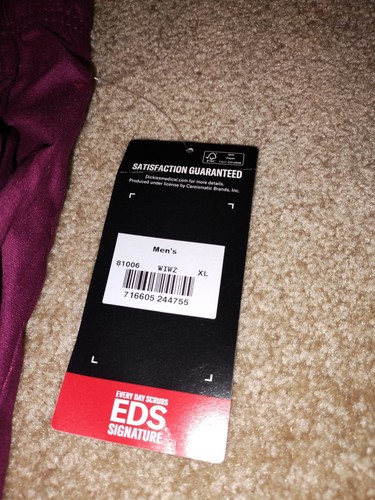 SATISFACTION GUARANTEED
Dickiesmedical.com for more details.
Produced under license by Careismatic Brands, Inc.
Men's
81006 WIWZ XL
716605 244755
EVERY DAY SCRUBS
EDS
SIGNATURE